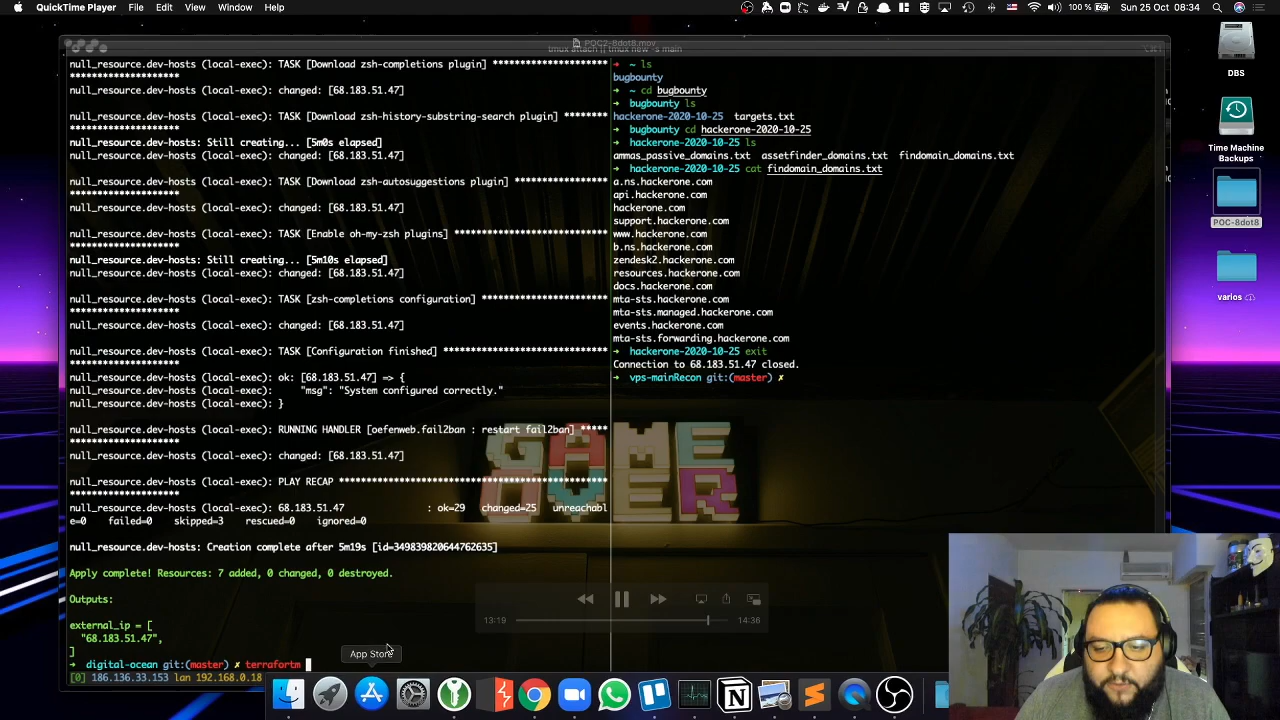 QuickTime Player File Edit View Window Help 100 % Sun 25 Oct 08:34
POC2-8dot8.mov
tmux attach || tmux new -s main
null_resource.dev-hosts (local-exec): TASK [Download zsh-completions plugin] *********************
********************
null_resource.dev-hosts (local-exec): changed: [68.183.51.47]
null_resource.dev-hosts (local-exec): TASK [Download zsh-history-substring-search plugin] ********
********************
null_resource.dev-hosts: Still creating... [5m0s elapsed]
null_resource.dev-hosts (local-exec): changed: [68.183.51.47]
null_resource.dev-hosts (local-exec): TASK [Download zsh-autosuggestions plugin] *****************
********************
null_resource.dev-hosts (local-exec): changed: [68.183.51.47]
null_resource.dev-hosts (local-exec): TASK [Enable oh-my-zsh plugins] ****************************
********************
null_resource.dev-hosts: Still creating... [5m10s elapsed]
null_resource.dev-hosts (local-exec): changed: [68.183.51.47]
null_resource.dev-hosts (local-exec): TASK [zsh-completions configuration] ***********************
********************
null_resource.dev-hosts (local-exec): changed: [68.183.51.47]
null_resource.dev-hosts (local-exec): TASK [Configuration finished] ******************************
********************
null_resource.dev-hosts (local-exec): ok: [68.183.51.47] => {
null_resource.dev-hosts (local-exec):     "msg": "System configured correctly."
null_resource.dev-hosts (local-exec): }
null_resource.dev-hosts (local-exec): RUNNING HANDLER [oefenweb.fail2ban : restart fail2ban] *****
********************
null_resource.dev-hosts (local-exec): changed: [68.183.51.47]
null_resource.dev-hosts (local-exec): PLAY RECAP *************************************************
********************
null_resource.dev-hosts (local-exec): 68.183.51.47 : ok=29 changed=25 unreachabl
e=0 failed=0 skipped=3 rescued=0 ignored=0
null_resource.dev-hosts: Creation complete after 5m19s [id=349839820644762635]
Apply complete! Resources: 7 added, 0 changed, 0 destroyed.
Outputs:
external_ip = [
"68.183.51.47",
]
➜ digital-ocean git:(master) ✗ terrafortm
[0] 186.136.33.153 lan 192.168.0.18
➜ ~ ls
bugbounty
➜ ~ cd bugbounty
➜ bugbounty ls
hackerone-2020-10-25 targets.txt
➜ bugbounty cd hackerone-2020-10-25
➜ hackerone-2020-10-25 ls
ammas_passive_domains.txt assetfinder_domains.txt findomain_domains.txt
➜ hackerone-2020-10-25 cat findomain_domains.txt
a.ns.hackerone.com
api.hackerone.com
hackerone.com
support.hackerone.com
www.hackerone.com
b.ns.hackerone.com
zendesk2.hackerone.com
resources.hackerone.com
docs.hackerone.com
mta-sts.hackerone.com
mta-sts.managed.hackerone.com
events.hackerone.com
mta-sts.forwarding.hackerone.com
➜ hackerone-2020-10-25 exit
Connection to 68.183.51.47 closed.
➜ vps-mainRecon git:(master) ✗
GAME
OVER
13:19 14:36
App Store
DBS
Time Machine
Backups
POC-8dot8
varios